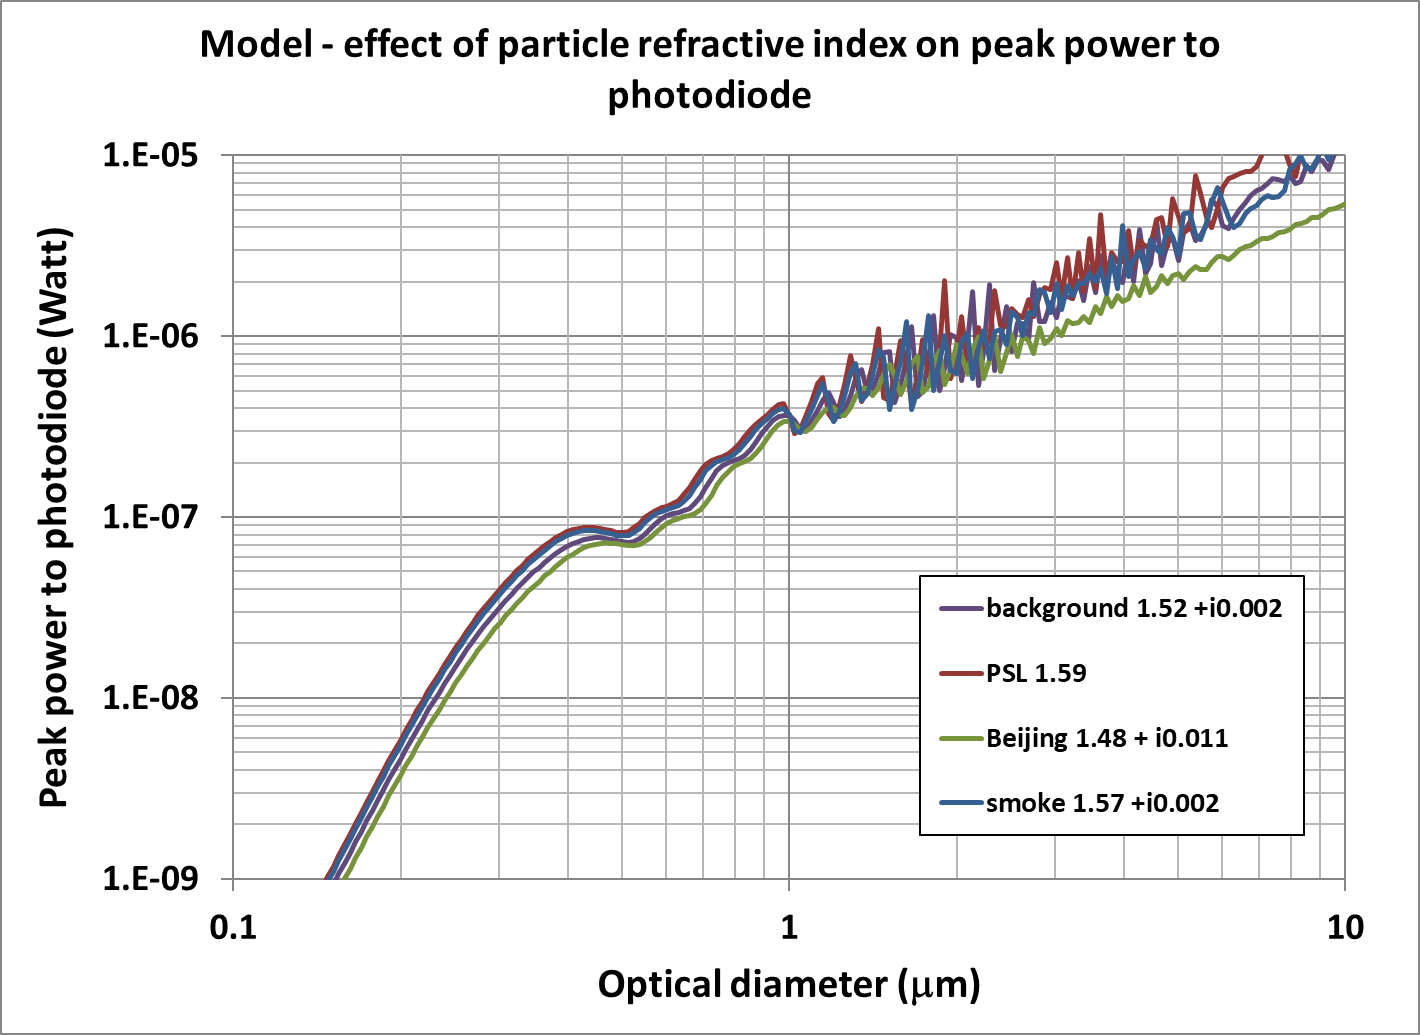 Model - effect of particle refractive index on peak power to
photodiode
Peak power to photodiode (Watt)
1.E-05
1.E-06
1.E-07
1.E-08
1.E-09
background 1.52 +i0.002
PSL 1.59
Beijing 1.48 + i0.011
smoke 1.57 +i0.002
0.1
1
10
Optical diameter (μm)